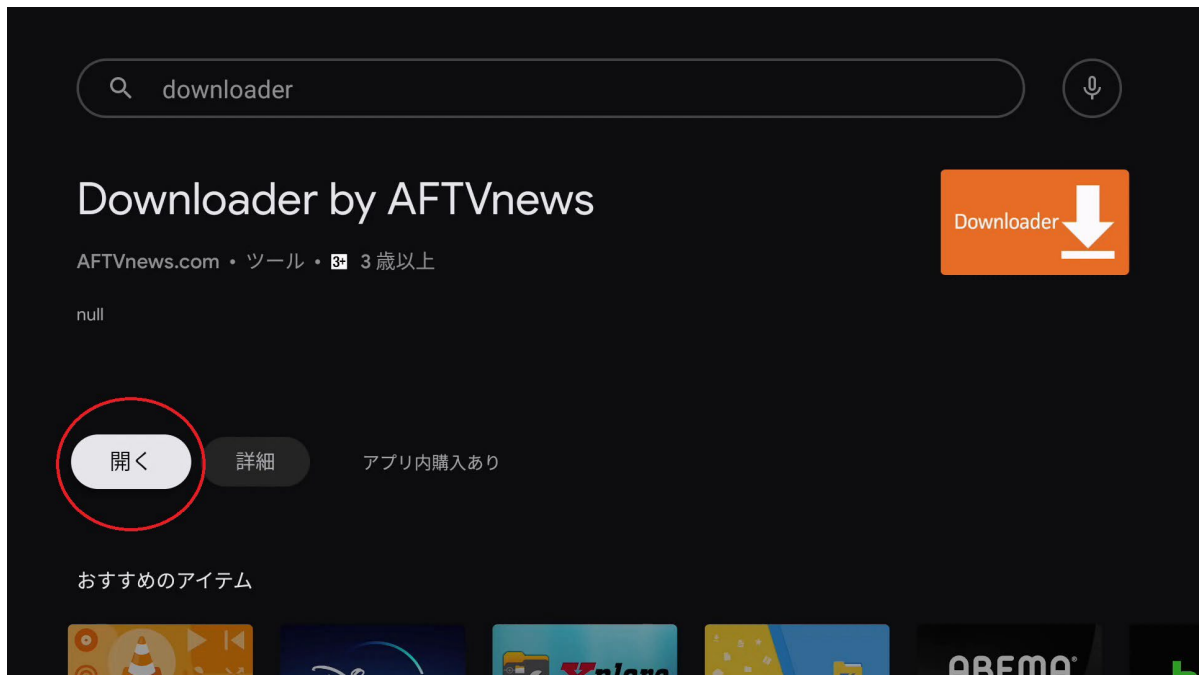 downloader
Downloader by AFTVnews
AFTVnews.com • ツール • 3+ 3 歳以上
Downloader
null
開く 詳細 アプリ内購入あり
おすすめのアイテム
Xplore
ABEMA